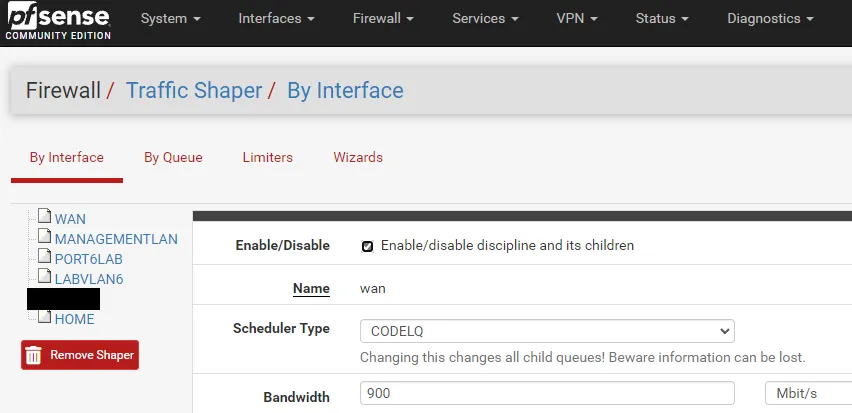 pfsense System Interfaces Firewall Services VPN Status Diagnostics
COMMUNITY EDITION
Firewall / Traffic Shaper / By Interface
By Interface By Queue Limiters Wizards
WAN
MANAGEMENTLAN
PORT6LAB
LABVLAN6
HOME
Remove Shaper
Enable/Disable Enable/disable discipline and its children
Name wan
Scheduler Type CODELQ
Changing this changes all child queues! Beware information can be lost.
Bandwidth 900 Mbit/s